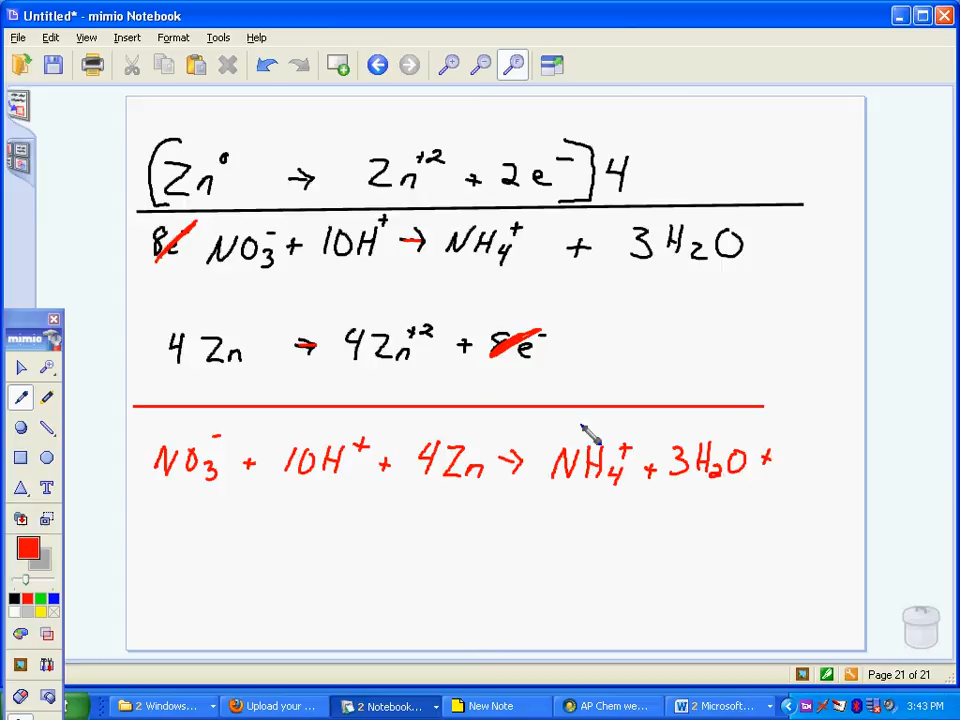 Untitled* - mimio Notebook
File Edit View Insert Format Tools Help
[Zn⁰ → Zn⁺² + 2e⁻] 4
8e⁻ NO₃⁻ + 10H⁺ → NH₄⁺ + 3H₂O
4Zn → 4Zn⁺² + 8e⁻
mimio
NO₃⁻ + 10H⁺ + 4Zn → NH₄⁺ + 3H₂O +
Page 21 of 21
2 Windows... Upload your ... 2 Notebook... New Note AP Chem we... 2 Microsoft... 3:43 PM